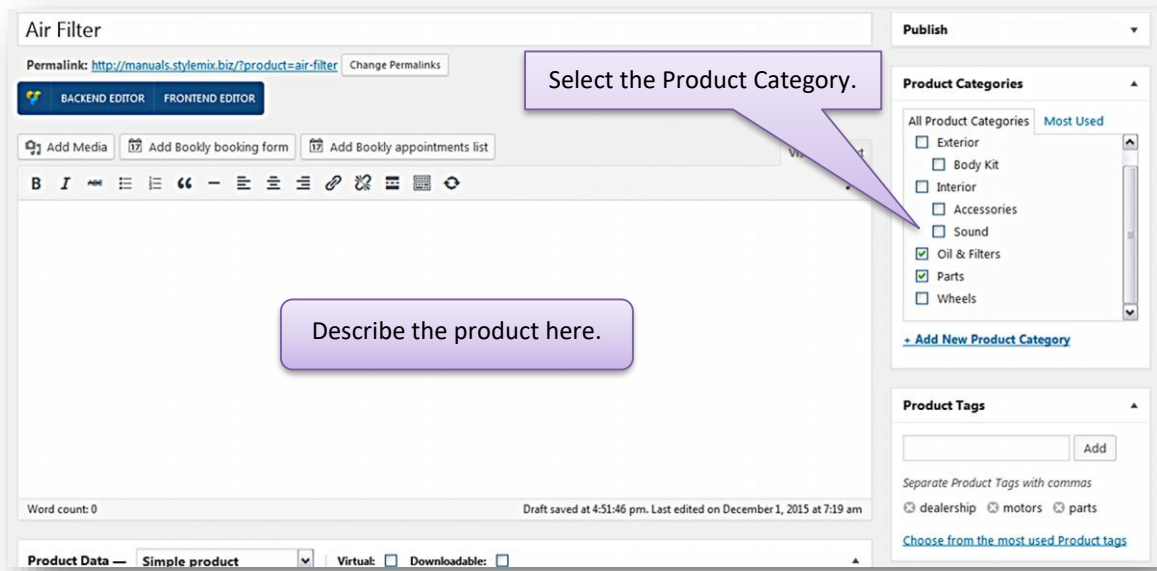 Air Filter
Permalink: http://manuals.stylemix.biz/?product=air-filter Change Permalinks
BACKEND EDITOR FRONTEND EDITOR
Add Media 17 Add Bookly booking form 17 Add Bookly appointments list
B I ABC
Describe the product here.
Word count: 0 Draft saved at 4:51:46 pm. Last edited on December 1, 2015 at 7:19 am
Product Data — Simple product Virtual: Downloadable:
Select the Product Category.
Publish
Product Categories
All Product Categories Most Used
Exterior
Body Kit
Interior
Accessories
Sound
Oil & Filters
Parts
Wheels
+ Add New Product Category
Product Tags
Add
Separate Product Tags with commas
dealership motors parts
Choose from the most used Product tags